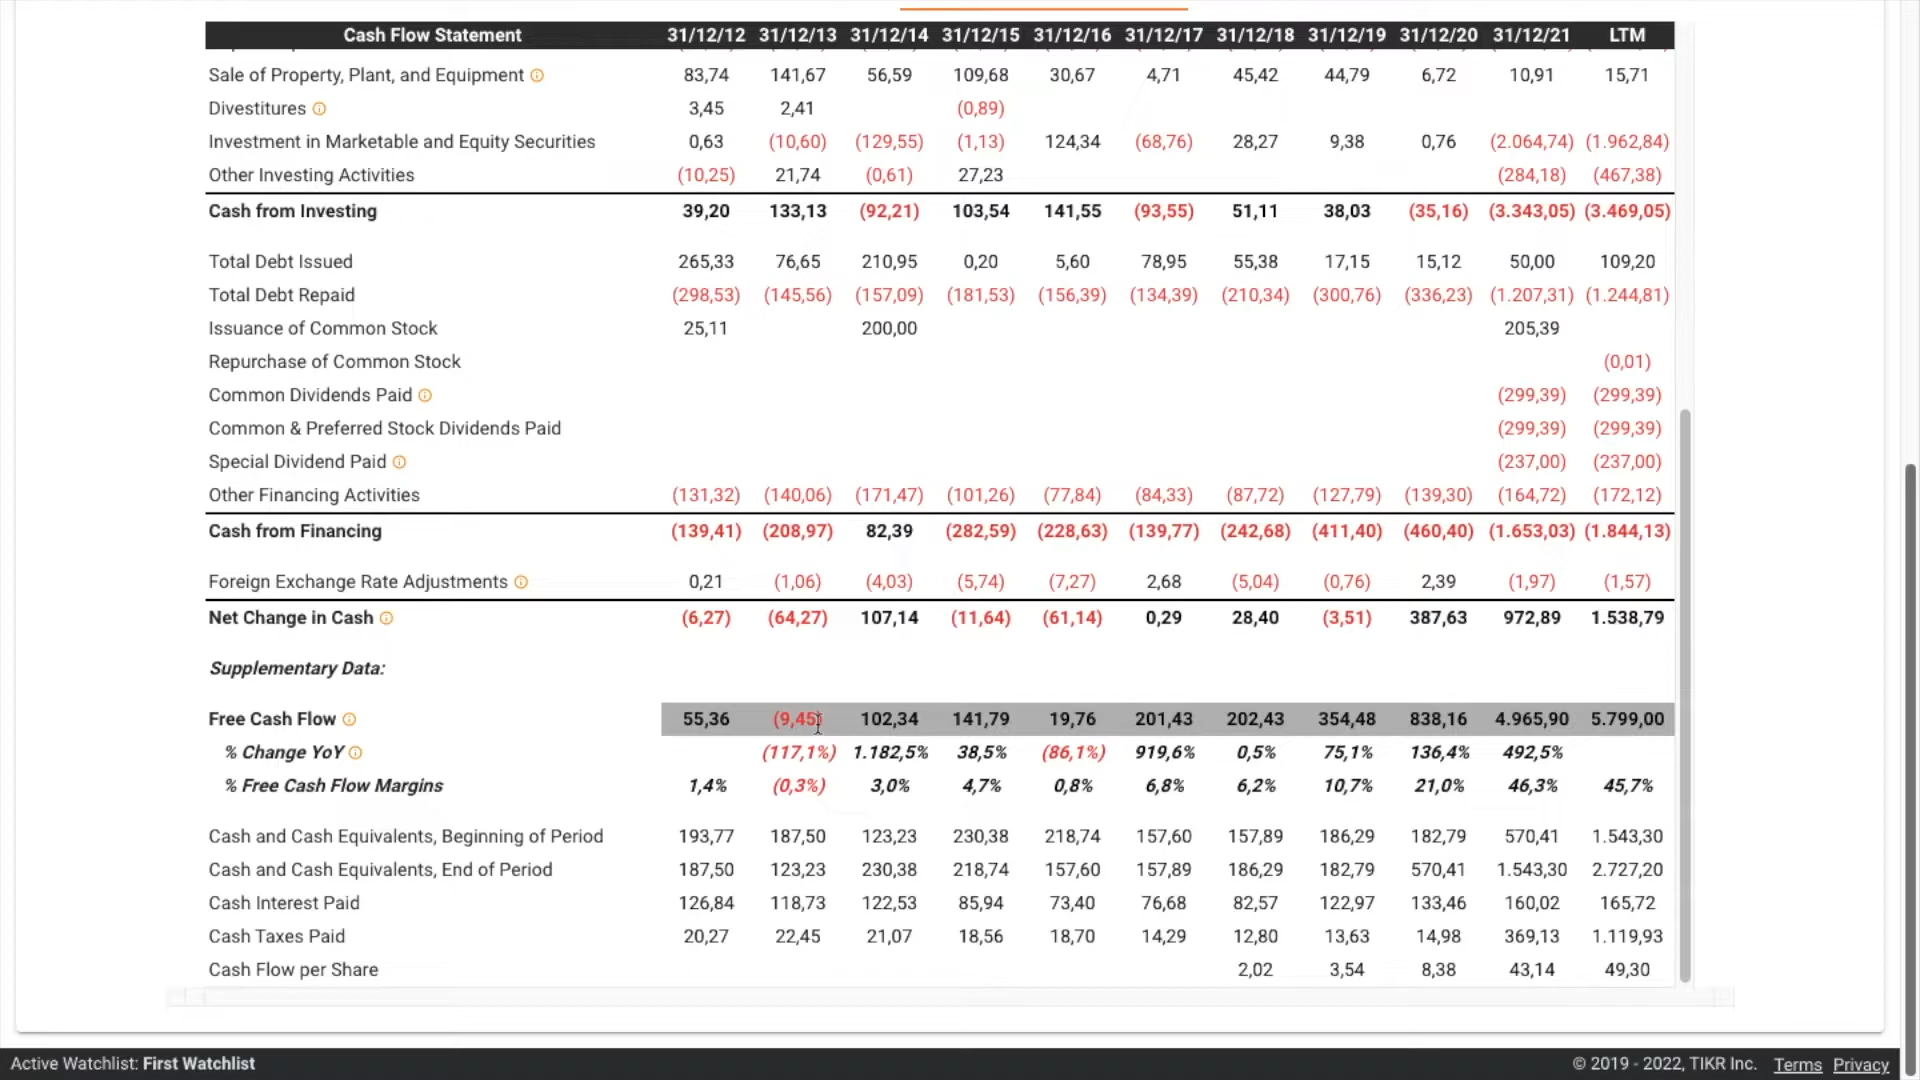 Cash Flow Statement 31/12/12 31/12/13 31/12/14 31/12/15 31/12/16 31/12/17 31/12/18 31/12/19 31/12/20 31/12/21 LTM
Sale of Property, Plant, and Equipment 83,74 141,67 56,59 109,68 30,67 4,71 45,42 44,79 6,72 10,91 15,71
Divestitures 3,45 2,41 (0,89)
Investment in Marketable and Equity Securities 0,63 (10,60) (129,55) (1,13) 124,34 (68,76) 28,27 9,38 0,76 (2.064,74) (1.962,84)
Other Investing Activities (10,25) 21,74 (0,61) 27,23 (284,18) (467,38)
Cash from Investing 39,20 133,13 (92,21) 103,54 141,55 (93,55) 51,11 38,03 (35,16) (3.343,05) (3.469,05)
Total Debt Issued 265,33 76,65 210,95 0,20 5,60 78,95 55,38 17,15 15,12 50,00 109,20
Total Debt Repaid (298,53) (145,56) (157,09) (181,53) (156,39) (134,39) (210,34) (300,76) (336,23) (1.207,31) (1.244,81)
Issuance of Common Stock 25,11 200,00 205,39
Repurchase of Common Stock (0,01)
Common Dividends Paid (299,39) (299,39)
Common & Preferred Stock Dividends Paid (299,39) (299,39)
Special Dividend Paid (237,00) (237,00)
Other Financing Activities (131,32) (140,06) (171,47) (101,26) (77,84) (84,33) (87,72) (127,79) (139,30) (164,72) (172,12)
Cash from Financing (139,41) (208,97) 82,39 (282,59) (228,63) (139,77) (242,68) (411,40) (460,40) (1.653,03) (1.844,13)
Foreign Exchange Rate Adjustments 0,21 (1,06) (4,03) (5,74) (7,27) 2,68 (5,04) (0,76) 2,39 (1,97) (1,57)
Net Change in Cash (6,27) (64,27) 107,14 (11,64) (61,14) 0,29 28,40 (3,51) 387,63 972,89 1.538,79
Supplementary Data:
Free Cash Flow 55,36 (9,45) 102,34 141,79 19,76 201,43 202,43 354,48 838,16 4.965,90 5.799,00
% Change YoY (117,1%) 1.182,5% 38,5% (86,1%) 919,6% 0,5% 75,1% 136,4% 492,5%
% Free Cash Flow Margins 1,4% (0,3%) 3,0% 4,7% 0,8% 6,8% 6,2% 10,7% 21,0% 46,3% 45,7%
Cash and Cash Equivalents, Beginning of Period 193,77 187,50 123,23 230,38 218,74 157,60 157,89 186,29 182,79 570,41 1.543,30
Cash and Cash Equivalents, End of Period 187,50 123,23 230,38 218,74 157,60 157,89 186,29 182,79 570,41 1.543,30 2.727,20
Cash Interest Paid 126,84 118,73 122,53 85,94 73,40 76,68 82,57 122,97 133,46 160,02 165,72
Cash Taxes Paid 20,27 22,45 21,07 18,56 18,70 14,29 12,80 13,63 14,98 369,13 1.119,93
Cash Flow per Share 2,02 3,54 8,38 43,14 49,30
Active Watchlist: First Watchlist © 2019 - 2022, TIKR Inc. Terms Privacy